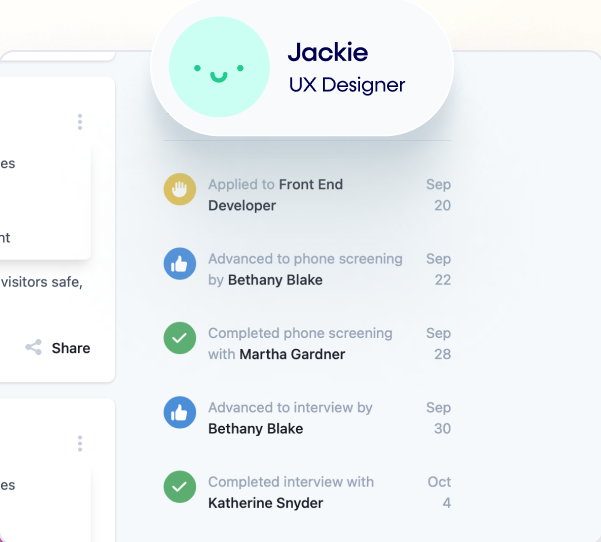 Jackie
UX Designer
es
nt
visitors safe,
Share
es
Applied to Front End
Developer
Sep
20
Advanced to phone screening
by Bethany Blake
Sep
22
Completed phone screening
with Martha Gardner
Sep
28
Advanced to interview by
Bethany Blake
Sep
30
Completed interview with
Katherine Snyder
Oct
4